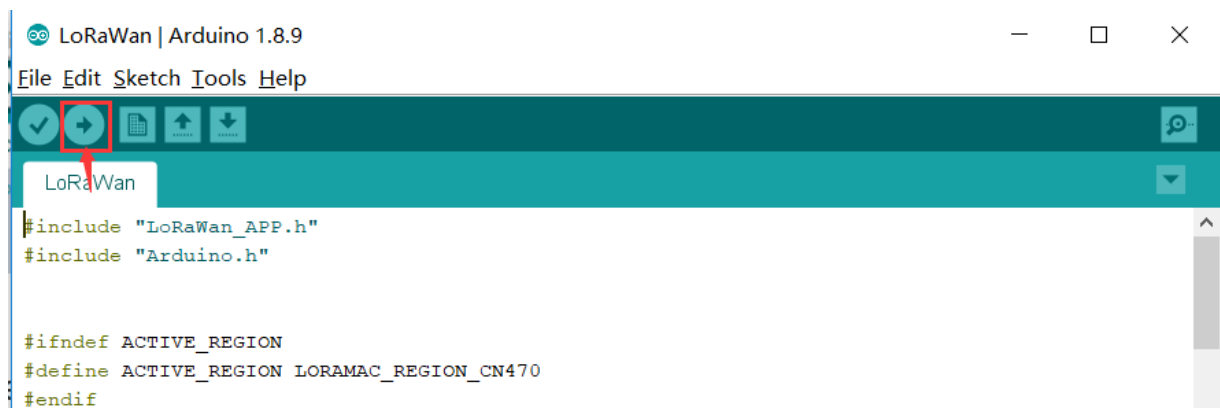 LoRaWan | Arduino 1.8.9
File Edit Sketch Tools Help
LoRaWan
#include "LoRaWan_APP.h"
#include "Arduino.h"
#ifndef ACTIVE_REGION
#define ACTIVE_REGION LORAMAC_REGION_CN470
#endif